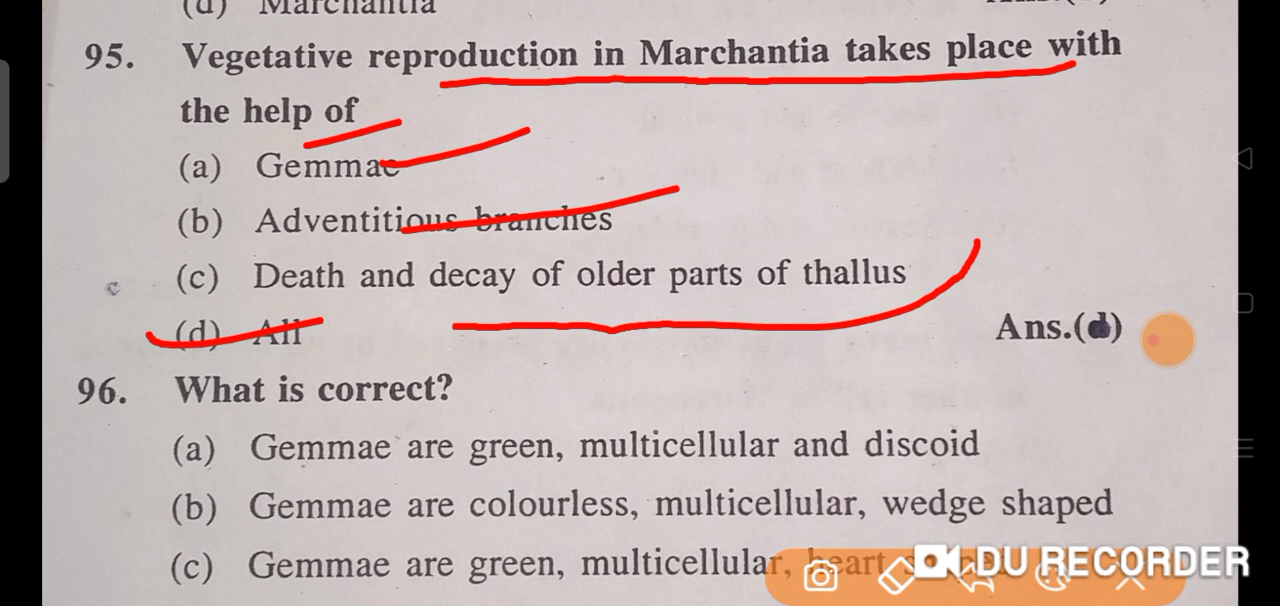 (d) Marchantia
95. Vegetative reproduction in Marchantia takes place with
the help of
(a) Gemmae
(b) Adventitious branches
(c) Death and decay of older parts of thallus
(d) All Ans.(d)
96. What is correct?
(a) Gemmae are green, multicellular and discoid
(b) Gemmae are colourless, multicellular, wedge shaped
(c) Gemmae are green, multicellular, heart
DU RECORDER